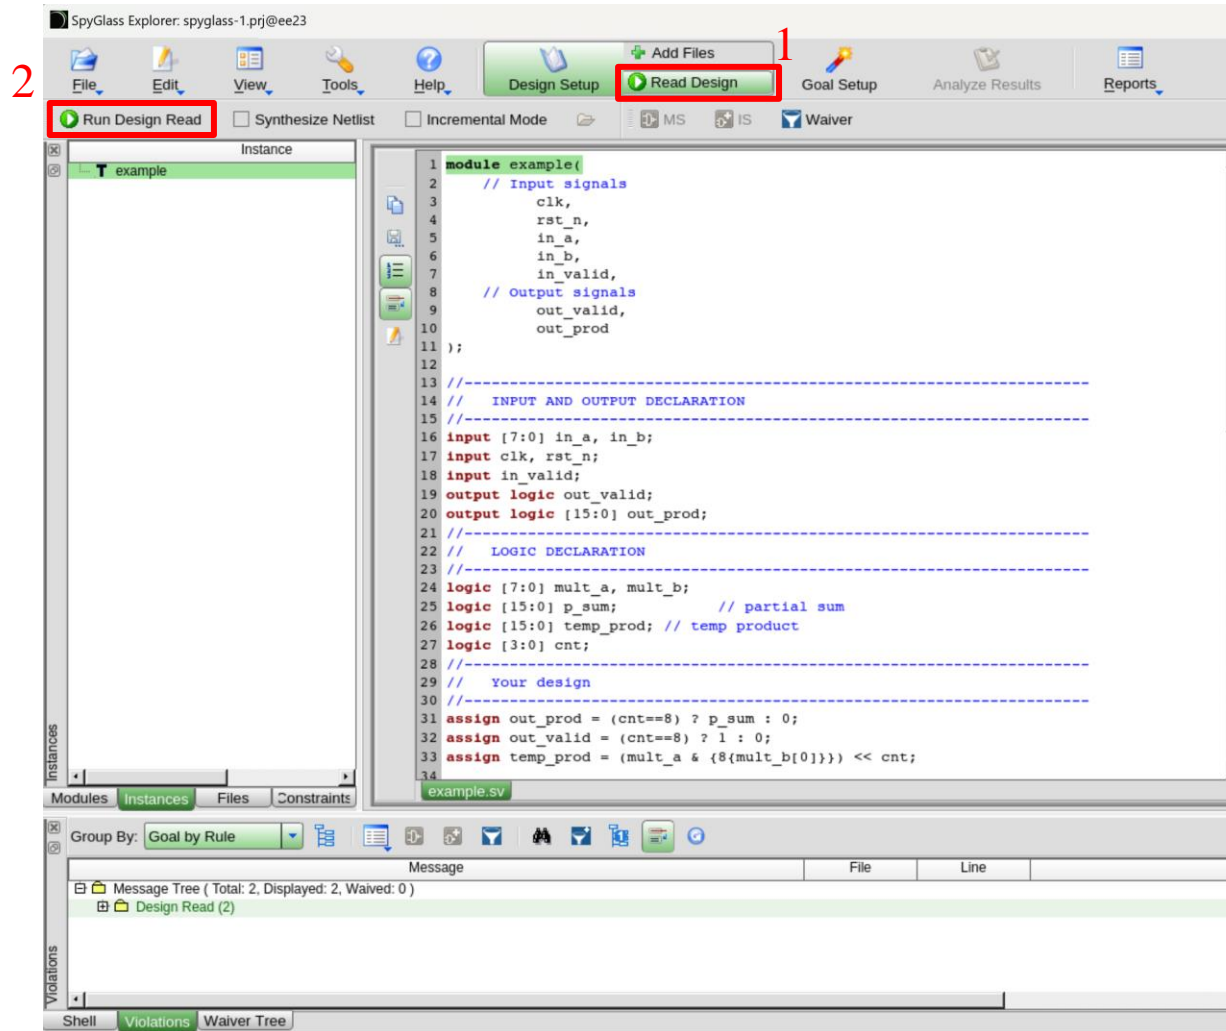 SpyGlass Explorer: spyglass-1.prj@ee23
1
2
File Edit View Tools Help Design Setup Add Files Read Design Goal Setup Analyze Results Reports
Run Design Read Synthesize Netlist Incremental Mode MS IS Waiver
Instance
example
1 module example(
2 // Input signals
3 clk,
4 rst_n,
5 in_a,
6 in_b,
7 in_valid,
8 // Output signals
9 out_valid,
10 out_prod
11 );
12
13 //---------------------------------------------------------------------
14 // INPUT AND OUTPUT DECLARATION
15 //---------------------------------------------------------------------
16 input [7:0] in_a, in_b;
17 input clk, rst_n;
18 input in_valid;
19 output logic out_valid;
20 output logic [15:0] out_prod;
21 //---------------------------------------------------------------------
22 // LOGIC DECLARATION
23 //---------------------------------------------------------------------
24 logic [7:0] mult_a, mult_b;
25 logic [15:0] p_sum; // partial sum
26 logic [15:0] temp_prod; // temp product
27 logic [3:0] cnt;
28 //---------------------------------------------------------------------
29 // Your design
30 //---------------------------------------------------------------------
31 assign out_prod = (cnt==8) ? p_sum : 0;
32 assign out_valid = (cnt==8) ? 1 : 0;
33 assign temp_prod = (mult_a & {8{mult_b[0]}}) << cnt;
34
Instances
Modules Instances Files Constraints
example.sv
Group By: Goal by Rule
Message File Line
Message Tree ( Total: 2, Displayed: 2, Waived: 0 )
Design Read (2)
Violations
Shell Violations Waiver Tree